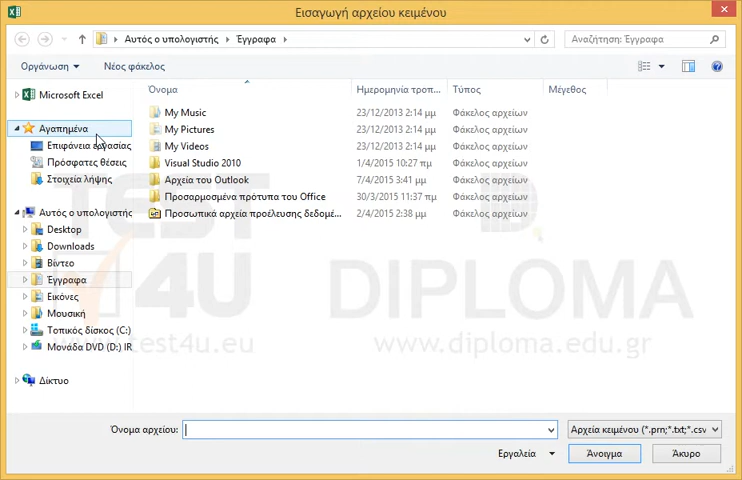 Εισαγωγή αρχείου κειμένου
Αυτός ο υπολογιστής
Έγγραφα
Αναζήτηση: Έγγραφα
Οργάνωση
Νέος φάκελος
Microsoft Excel
Αγαπημένα
Επιφάνεια εργασίας
Πρόσφατες θέσεις
Στοιχεία λήψης
Αυτός ο υπολογιστής
Desktop
Downloads
Βίντεο
Έγγραφα
Εικόνες
Μουσική
Τοπικός δίσκος (C:)
Μονάδα DVD (D:) IR
Δίκτυο
Όνομα Ημερομηνία τροπ... Τύπος Μέγεθος
My Music 23/12/2013 2:14 μμ Φάκελος αρχείων
My Pictures 23/12/2013 2:14 μμ Φάκελος αρχείων
My Videos 23/12/2013 2:14 μμ Φάκελος αρχείων
Visual Studio 2010 1/4/2015 10:27 πμ Φάκελος αρχείων
Αρχεία του Outlook 7/4/2015 3:41 μμ Φάκελος αρχείων
Προσαρμοσμένα πρότυπα του Office 30/3/2015 11:37 πμ Φάκελος αρχείων
Προσωπικά αρχεία προέλευσης δεδομέ... 2/4/2015 2:38 μμ Φάκελος αρχείων
TEST
4U
www.test4u.eu
D
DIPLOMA
www.diploma.edu.gr
Όνομα αρχείου:
Αρχεία κειμένου (*.prn;*.txt;*.csv
Εργαλεία
Άνοιγμα
Άκυρο